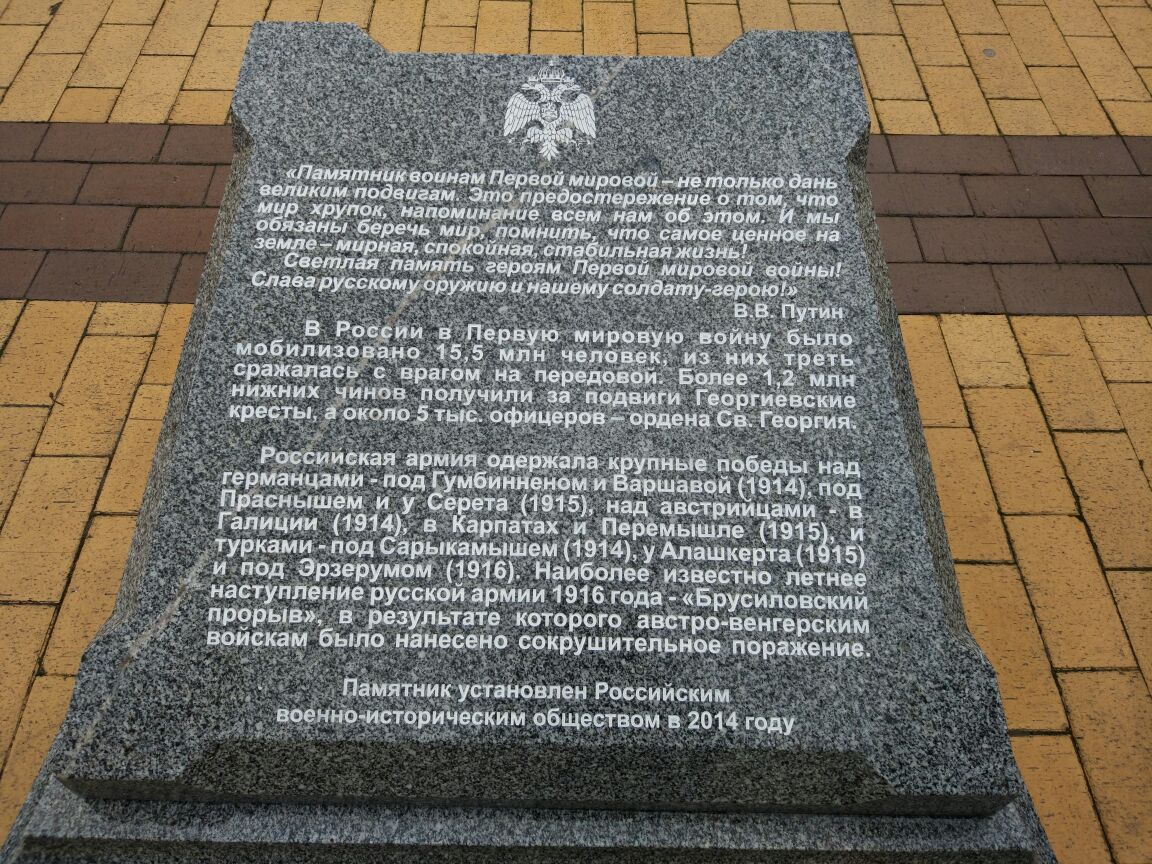 «Памятник воинам Первой мировой – не только дань
великим подвигам. Это предостережение о том, что
мир хрупок, напоминание всем нам об этом. И мы
обязаны беречь мир, помнить, что самое ценное на
земле – мирная, спокойная, стабильная жизнь!
Светлая память героям Первой мировой войны!
Слава русскому оружию и нашему солдату-герою!»
В.В. Путин
В России в Первую мировую войну было
мобилизовано 15,5 млн человек, из них треть
сражалась с врагом на передовой. Более 1,2 млн
нижних чинов получили за подвиги Георгиевские
кресты, а около 5 тыс. офицеров – ордена Св. Георгия.
Российская армия одержала крупные победы над
германцами - под Гумбинненом и Варшавой (1914), под
Праснышем и у Серета (1915), над австрийцами - в
Галиции (1914), в Карпатах и Перемышле (1915), и
турками - под Сарыкамышем (1914), у Алашкерта (1915)
и под Эрзерумом (1916). Наиболее известно летнее
наступление русской армии 1916 года - «Брусиловский
прорыв», в результате которого австро-венгерским
войскам было нанесено сокрушительное поражение.
Памятник установлен Российским
военно-историческим обществом в 2014 году